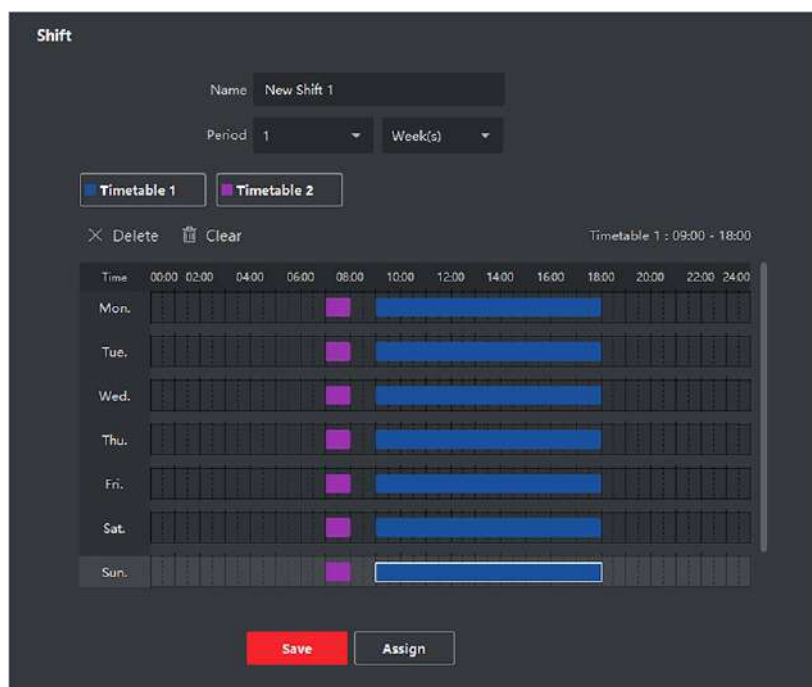 Shift
Name New Shift 1
Period 1 Week(s)
Timetable 1 Timetable 2
Delete Clear Timetable 1 : 09:00 - 18:00
Time 00:00 02:00 04:00 06:00 08:00 10:00 12:00 14:00 16:00 18:00 20:00 22:00 24:00
Mon.
Tue.
Wed.
Thu.
Fri.
Sat.
Sun.
Save Assign